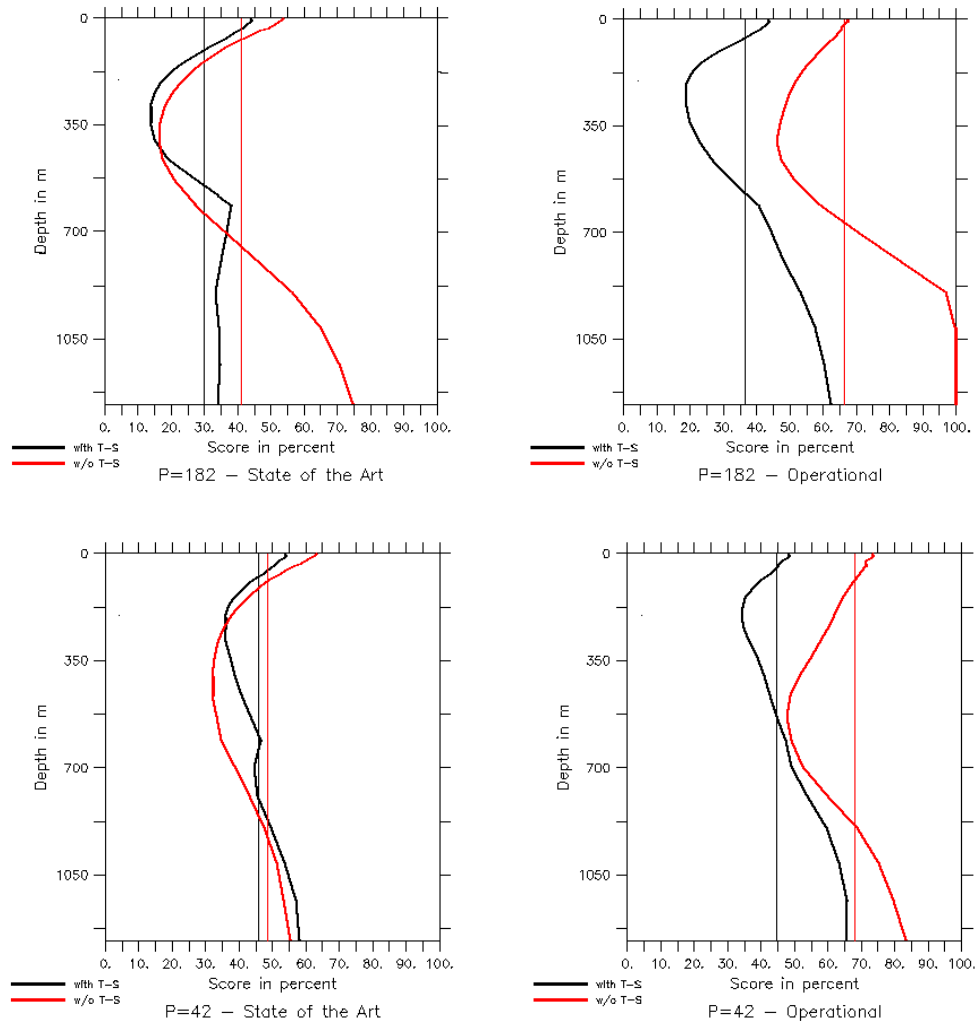 0
350
700
1050
Depth in m
0. 10. 20. 30. 40. 50. 60. 70. 80. 90. 100.
Score in percent
with T-S
w/o T-S
P=182 - State of the Art
0
350
700
1050
Depth in m
0. 10. 20. 30. 40. 50. 60. 70. 80. 90. 100.
Score in percent
with T-S
w/o T-S
P=182 - Operational
0
350
700
1050
Depth in m
0. 10. 20. 30. 40. 50. 60. 70. 80. 90. 100.
Score in percent
with T-S
w/o T-S
P=42 - State of the Art
0
350
700
1050
Depth in m
0. 10. 20. 30. 40. 50. 60. 70. 80. 90. 100.
Score in percent
with T-S
w/o T-S
P=42 - Operational